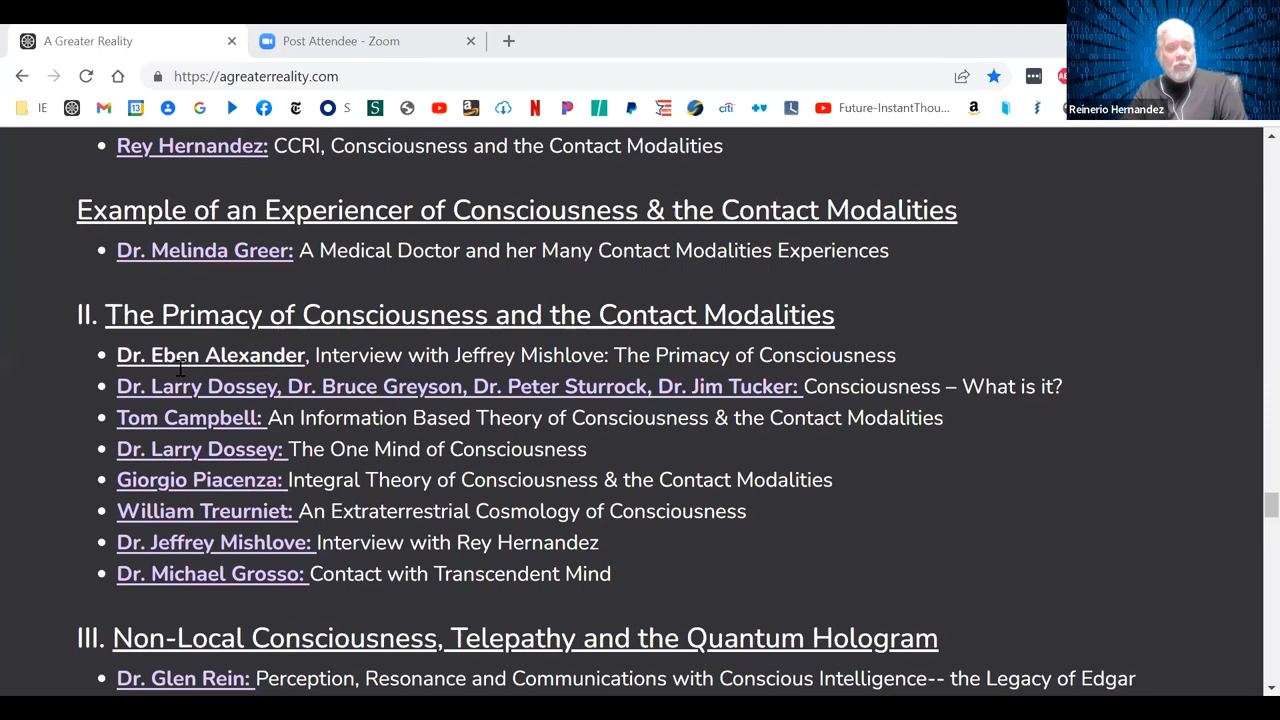 A Greater Reality
Post Attendee - Zoom
https://agreaterreality.com
IE
13
S
S
citi
Future-InstantThou...
Reinerio Hernandez
Rey Hernandez: CCRI, Consciousness and the Contact Modalities
Example of an Experiencer of Consciousness & the Contact Modalities
Dr. Melinda Greer: A Medical Doctor and her Many Contact Modalities Experiences
II. The Primacy of Consciousness and the Contact Modalities
Dr. Eben Alexander, Interview with Jeffrey Mishlove: The Primacy of Consciousness
Dr. Larry Dossey, Dr. Bruce Greyson, Dr. Peter Sturrock, Dr. Jim Tucker: Consciousness – What is it?
Tom Campbell: An Information Based Theory of Consciousness & the Contact Modalities
Dr. Larry Dossey: The One Mind of Consciousness
Giorgio Piacenza: Integral Theory of Consciousness & the Contact Modalities
William Treurniet: An Extraterrestrial Cosmology of Consciousness
Dr. Jeffrey Mishlove: Interview with Rey Hernandez
Dr. Michael Grosso: Contact with Transcendent Mind
III. Non-Local Consciousness, Telepathy and the Quantum Hologram
Dr. Glen Rein: Perception, Resonance and Communications with Conscious Intelligence-- the Legacy of Edgar